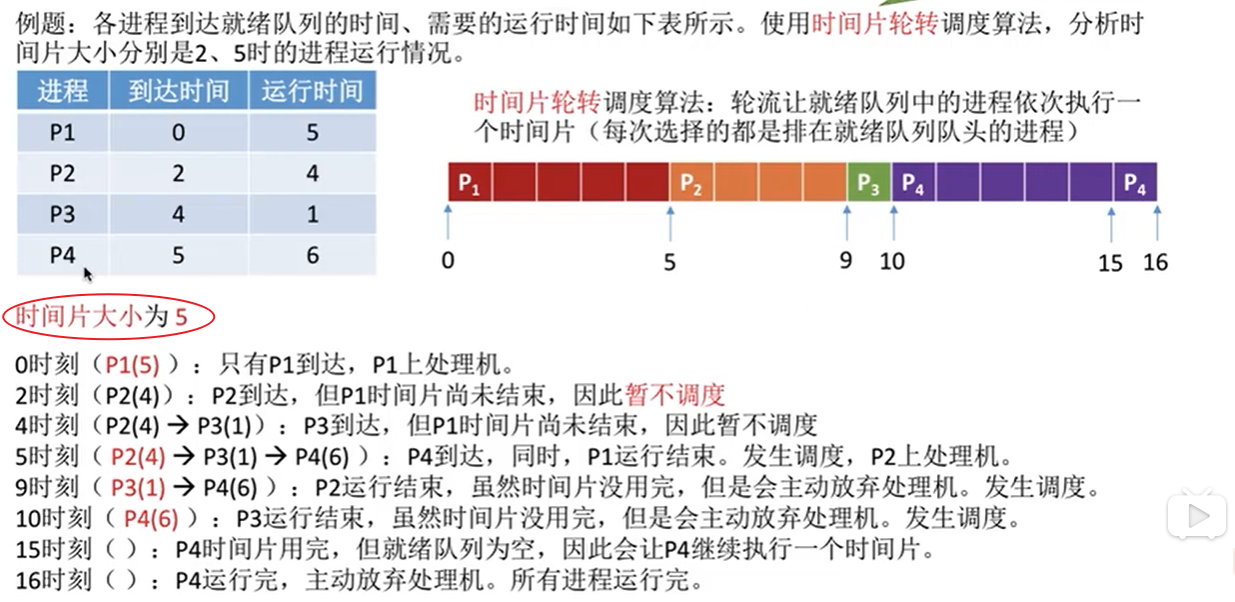 例题：各进程到达就绪队列的时间、需要的运行时间如下表所示。使用时间片轮转调度算法，分析时
间片大小分别是2、5时的进程运行情况。
进程 到达时间 运行时间
P1 0 5
P2 2 4
P3 4 1
P4 5 6
时间片轮转调度算法：轮流让就绪队列中的进程依次执行一
个时间片（每次选择的都是排在就绪队列队头的进程）
P1 P2 P3 P4 P4
0 5 9 10 15 16
时间片大小为 5
0时刻（P1(5)）：只有P1到达，P1上处理机。
2时刻（P2(4)）：P2到达，但P1时间片尚未结束，因此暂不调度
4时刻（P2(4) → P3(1)）：P3到达，但P1时间片尚未结束，因此暂不调度
5时刻（ P2(4) → P3(1) → P4(6) ）：P4到达，同时，P1运行结束。发生调度，P2上处理机。
9时刻（ P3(1) → P4(6) ）：P2运行结束，虽然时间片没用完，但是会主动放弃处理机。发生调度。
10时刻（ P4(6) ）：P3运行结束，虽然时间片没用完，但是会主动放弃处理机。发生调度。
15时刻（ ）：P4时间片用完，但就绪队列为空，因此会让P4继续执行一个时间片。
16时刻（ ）：P4运行完，主动放弃处理机。所有进程运行完。